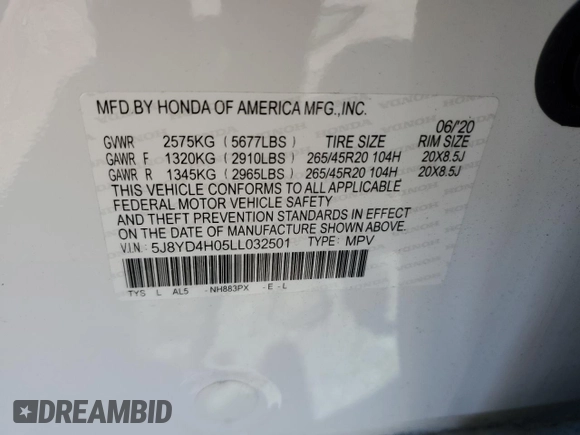 MFD.BY HONDA OF AMERICA MFG.,INC.
06/'20
GVWR 2575KG (5677LBS) TIRE SIZE RIM SIZE
GAWR F 1320KG (2910LBS) 265/45R20 104H 20X8.5J
GAWR R 1345KG (2965LBS) 265/45R20 104H 20X8.5J
THIS VEHICLE CONFORMS TO ALL APPLICABLE
FEDERAL MOTOR VEHICLE SAFETY
AND THEFT PREVENTION STANDARDS IN EFFECT
ON THE DATE OF MANUFACTURE SHOWN ABOVE.
V.I.N.: 5J8YD4H05LL032501 TYPE: MPV
TYS L AL5 -NH883PX -E-L
DREAMBID